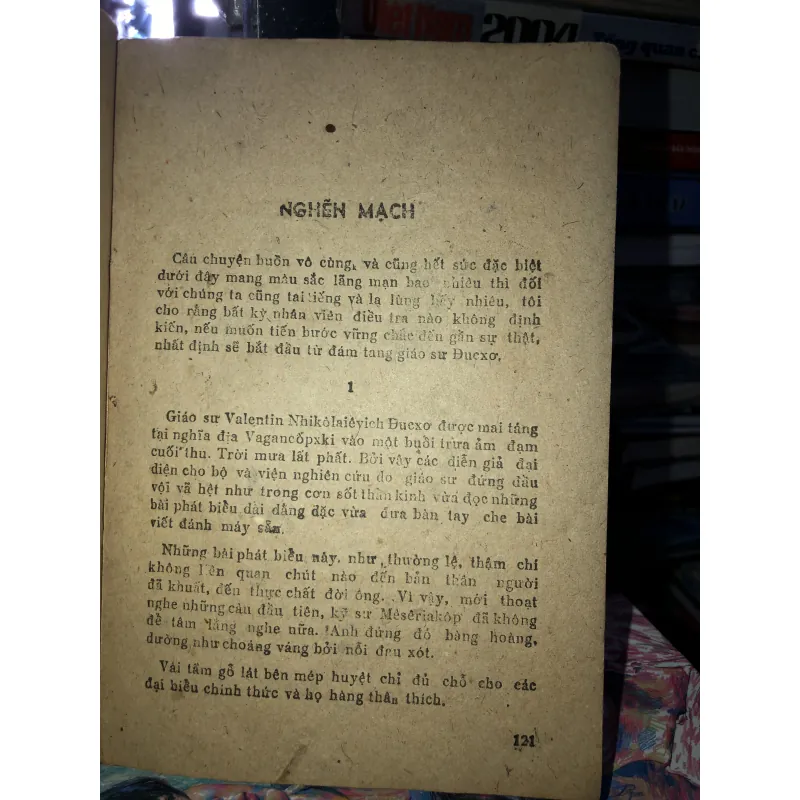 2004
Tổng quan
NGHẼN MẠCH
Câu chuyện buồn vô cùng, và cũng hết sức đặc biệt
dưới đây mang màu sắc lãng mạn bao nhiêu thì đối
với chúng ta cũng tai tiếng và lạ lùng bấy nhiêu, tôi
cho rằng bất kỳ nhân viên điều tra nào không định
kiến, nếu muốn tiến bước vững chắc đến gần sự thật,
nhất định sẽ bắt đầu từ đám tang giáo sư Đucxơ.
1
Giáo sư Valentin Nhikôlaiêvich Đucxơ được mai táng
tại nghĩa địa Vagancốpxki vào một buổi trưa ảm đạm
cuối thu. Trời mưa lất phất. Bởi vậy các diễn giả đại
diện cho bộ và viện nghiên cứu do giáo sư đứng đầu
vội vã hệt như trong cơn sốt thần kinh vừa đọc những
bài phát biểu dài dằng dặc vừa đưa bàn tay che bài
viết đánh máy sẵn.
Những bài phát biểu này, như thường lệ, thậm chí
không liên quan chút nào đến bản thân người
đã khuất, đến thực chất đời ông. Vì vậy, mới thoạt
nghe những câu đầu tiên, kỹ sư Mêsêriakôp đã không
để tâm lắng nghe nữa. Anh đứng đó bàng hoàng,
dường như choáng váng bởi nỗi đau xót.
Vài tấm gỗ lát bên mép huyệt chỉ đủ chỗ cho các
đại biểu chính thức và họ hàng thân thích.
121